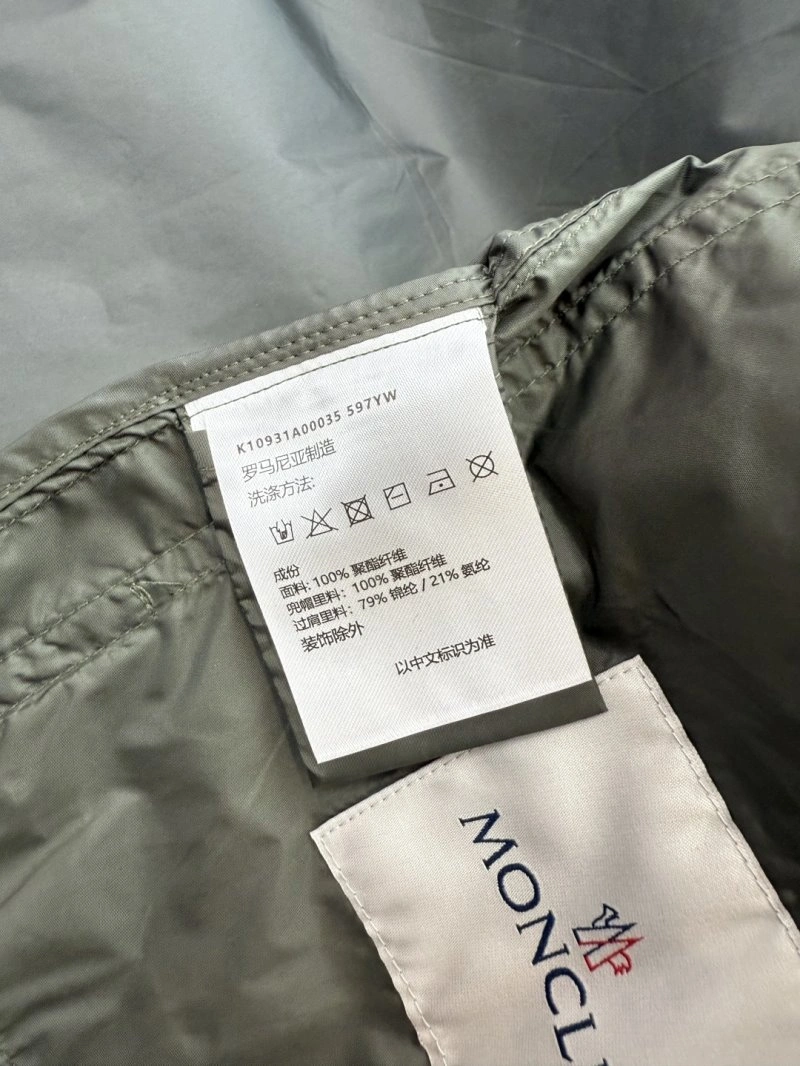 K10931A00035 597YW
罗马尼亚制造
洗涤方法:
成份
面料: 100% 聚酯纤维
兜帽里料: 100% 聚酯纤维
过肩里料: 79% 锦纶 / 21% 氨纶
装饰除外
以中文标识为准
MONCL